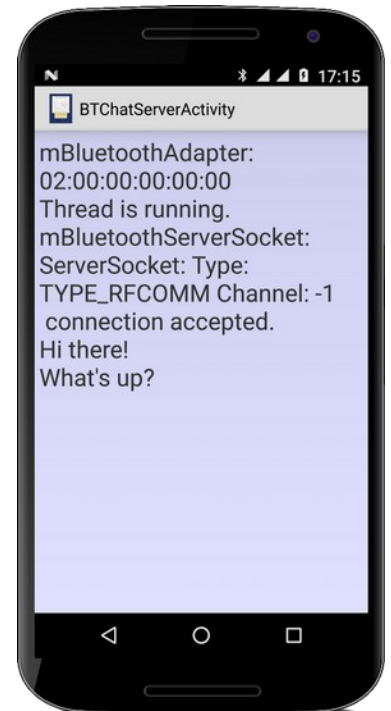 17:15
BTChatServerActivity
mBluetoothAdapter:
02:00:00:00:00:00
Thread is running.
mBluetoothServerSocket:
ServerSocket: Type:
TYPE_RFCOMM Channel: -1
connection accepted.
Hi there!
What's up?